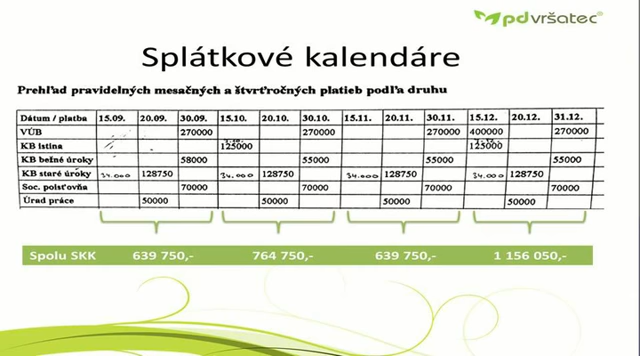 pdvršatec®
Splátkové kalendáre
Prehľad pravidelných mesačných a štvrťročných platieb podľa druhu
Dátum / platba 15.09. 20.09. 30.09. 15.10. 20.10. 30.10. 15.11. 20.11. 30.11. 15.12. 20.12. 31.12.
VÚB 270000 270000 270000 400000 270000
KB istina 125000 125000
KB bežné úroky 58000 55000 55000 55000
KB staré úroky 34.000 128750 34.000 128750 34.000 128750 34.000 128750
Soc. poisťovňa 70000 70000 70000 70000
Úrad práce 50000 50000 50000 50000
Spolu SKK 639 750,- 764 750,- 639 750,- 1 156 050,-